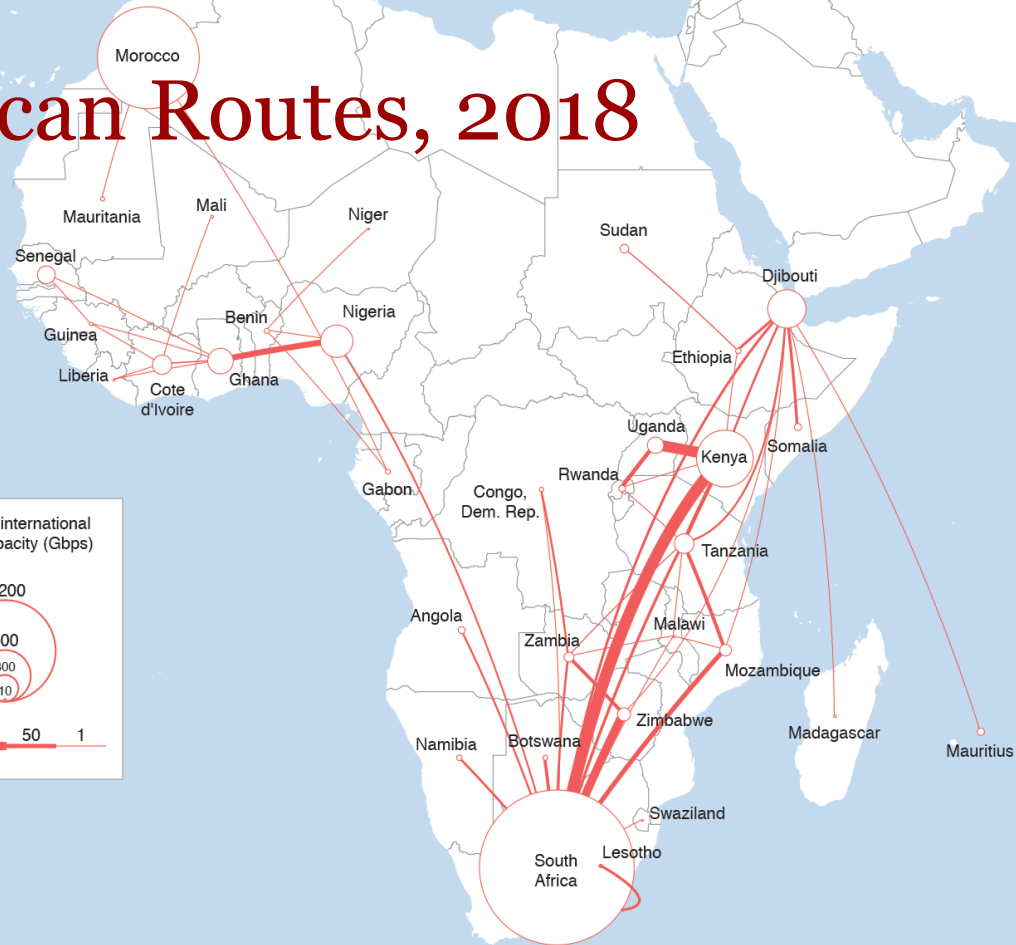 Morocco
can Routes, 2018
Mauritania
Mali
Niger
Sudan
Senegal
Djibouti
Benin
Nigeria
Guinea
Ethiopia
Liberia
Cote
d'Ivoire
Ghana
Uganda
Kenya
Somalia
Rwanda
Gabon
Congo,
Dem. Rep.
international
pacity (Gbps)
200
00
300
10
50 1
Tanzania
Angola
Malawi
Zambia
Mozambique
Zimbabwe
Namibia
Botswana
Madagascar
Mauritius
Swaziland
Lesotho
South
Africa